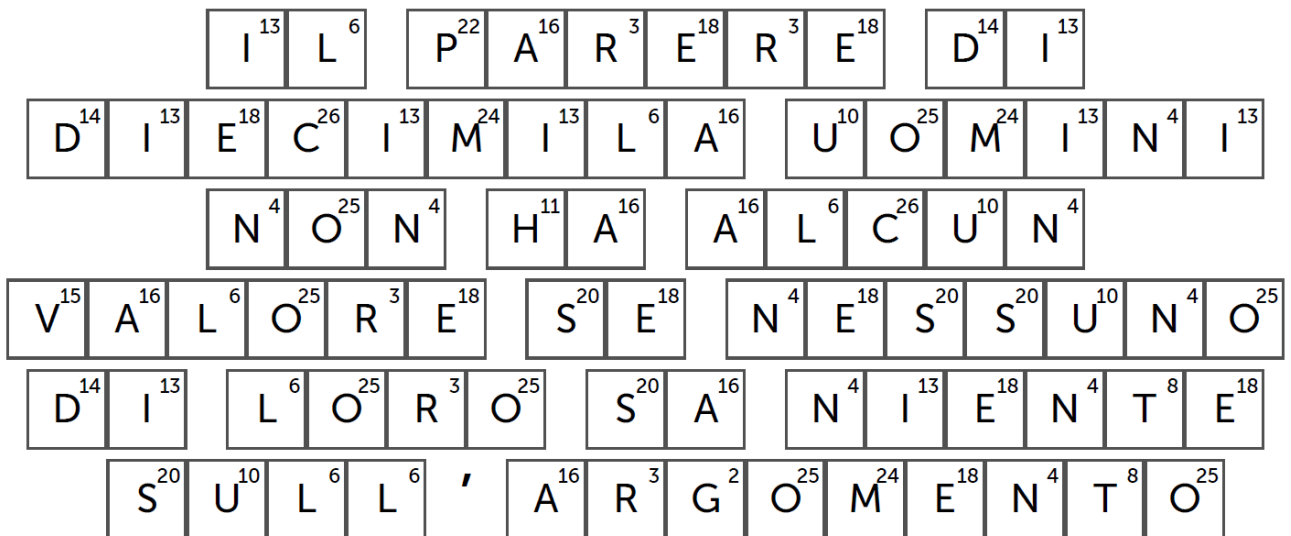 IL PARERE DI
DIECIMILA UOMINI
NON HA ALCUN
VALORE SE NESSUNO
DI LORO SA NIENTE
SULL'ARGOMENTO